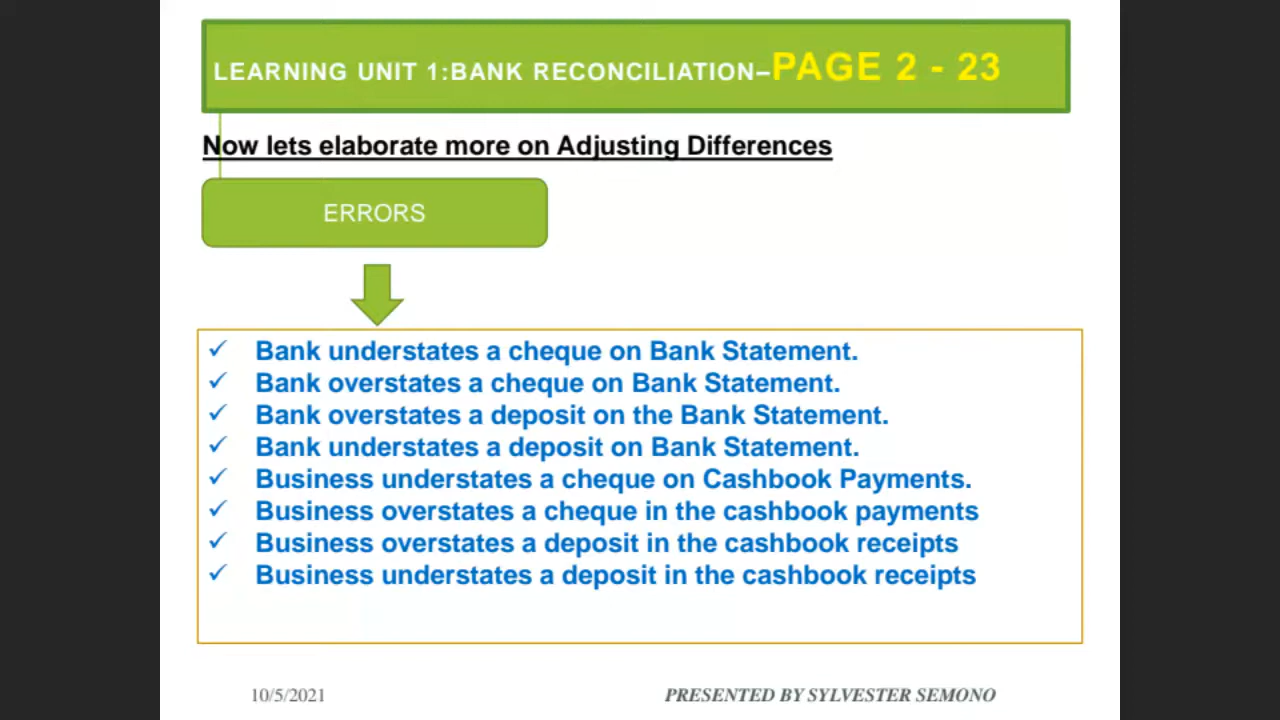 LEARNING UNIT 1:BANK RECONCILIATION–PAGE 2 - 23
Now lets elaborate more on Adjusting Differences
ERRORS
✓ Bank understates a cheque on Bank Statement.
✓ Bank overstates a cheque on Bank Statement.
✓ Bank overstates a deposit on the Bank Statement.
✓ Bank understates a deposit on Bank Statement.
✓ Business understates a cheque on Cashbook Payments.
✓ Business overstates a cheque in the cashbook payments
✓ Business overstates a deposit in the cashbook receipts
✓ Business understates a deposit in the cashbook receipts
10/5/2021 PRESENTED BY SYLVESTER SEMONO